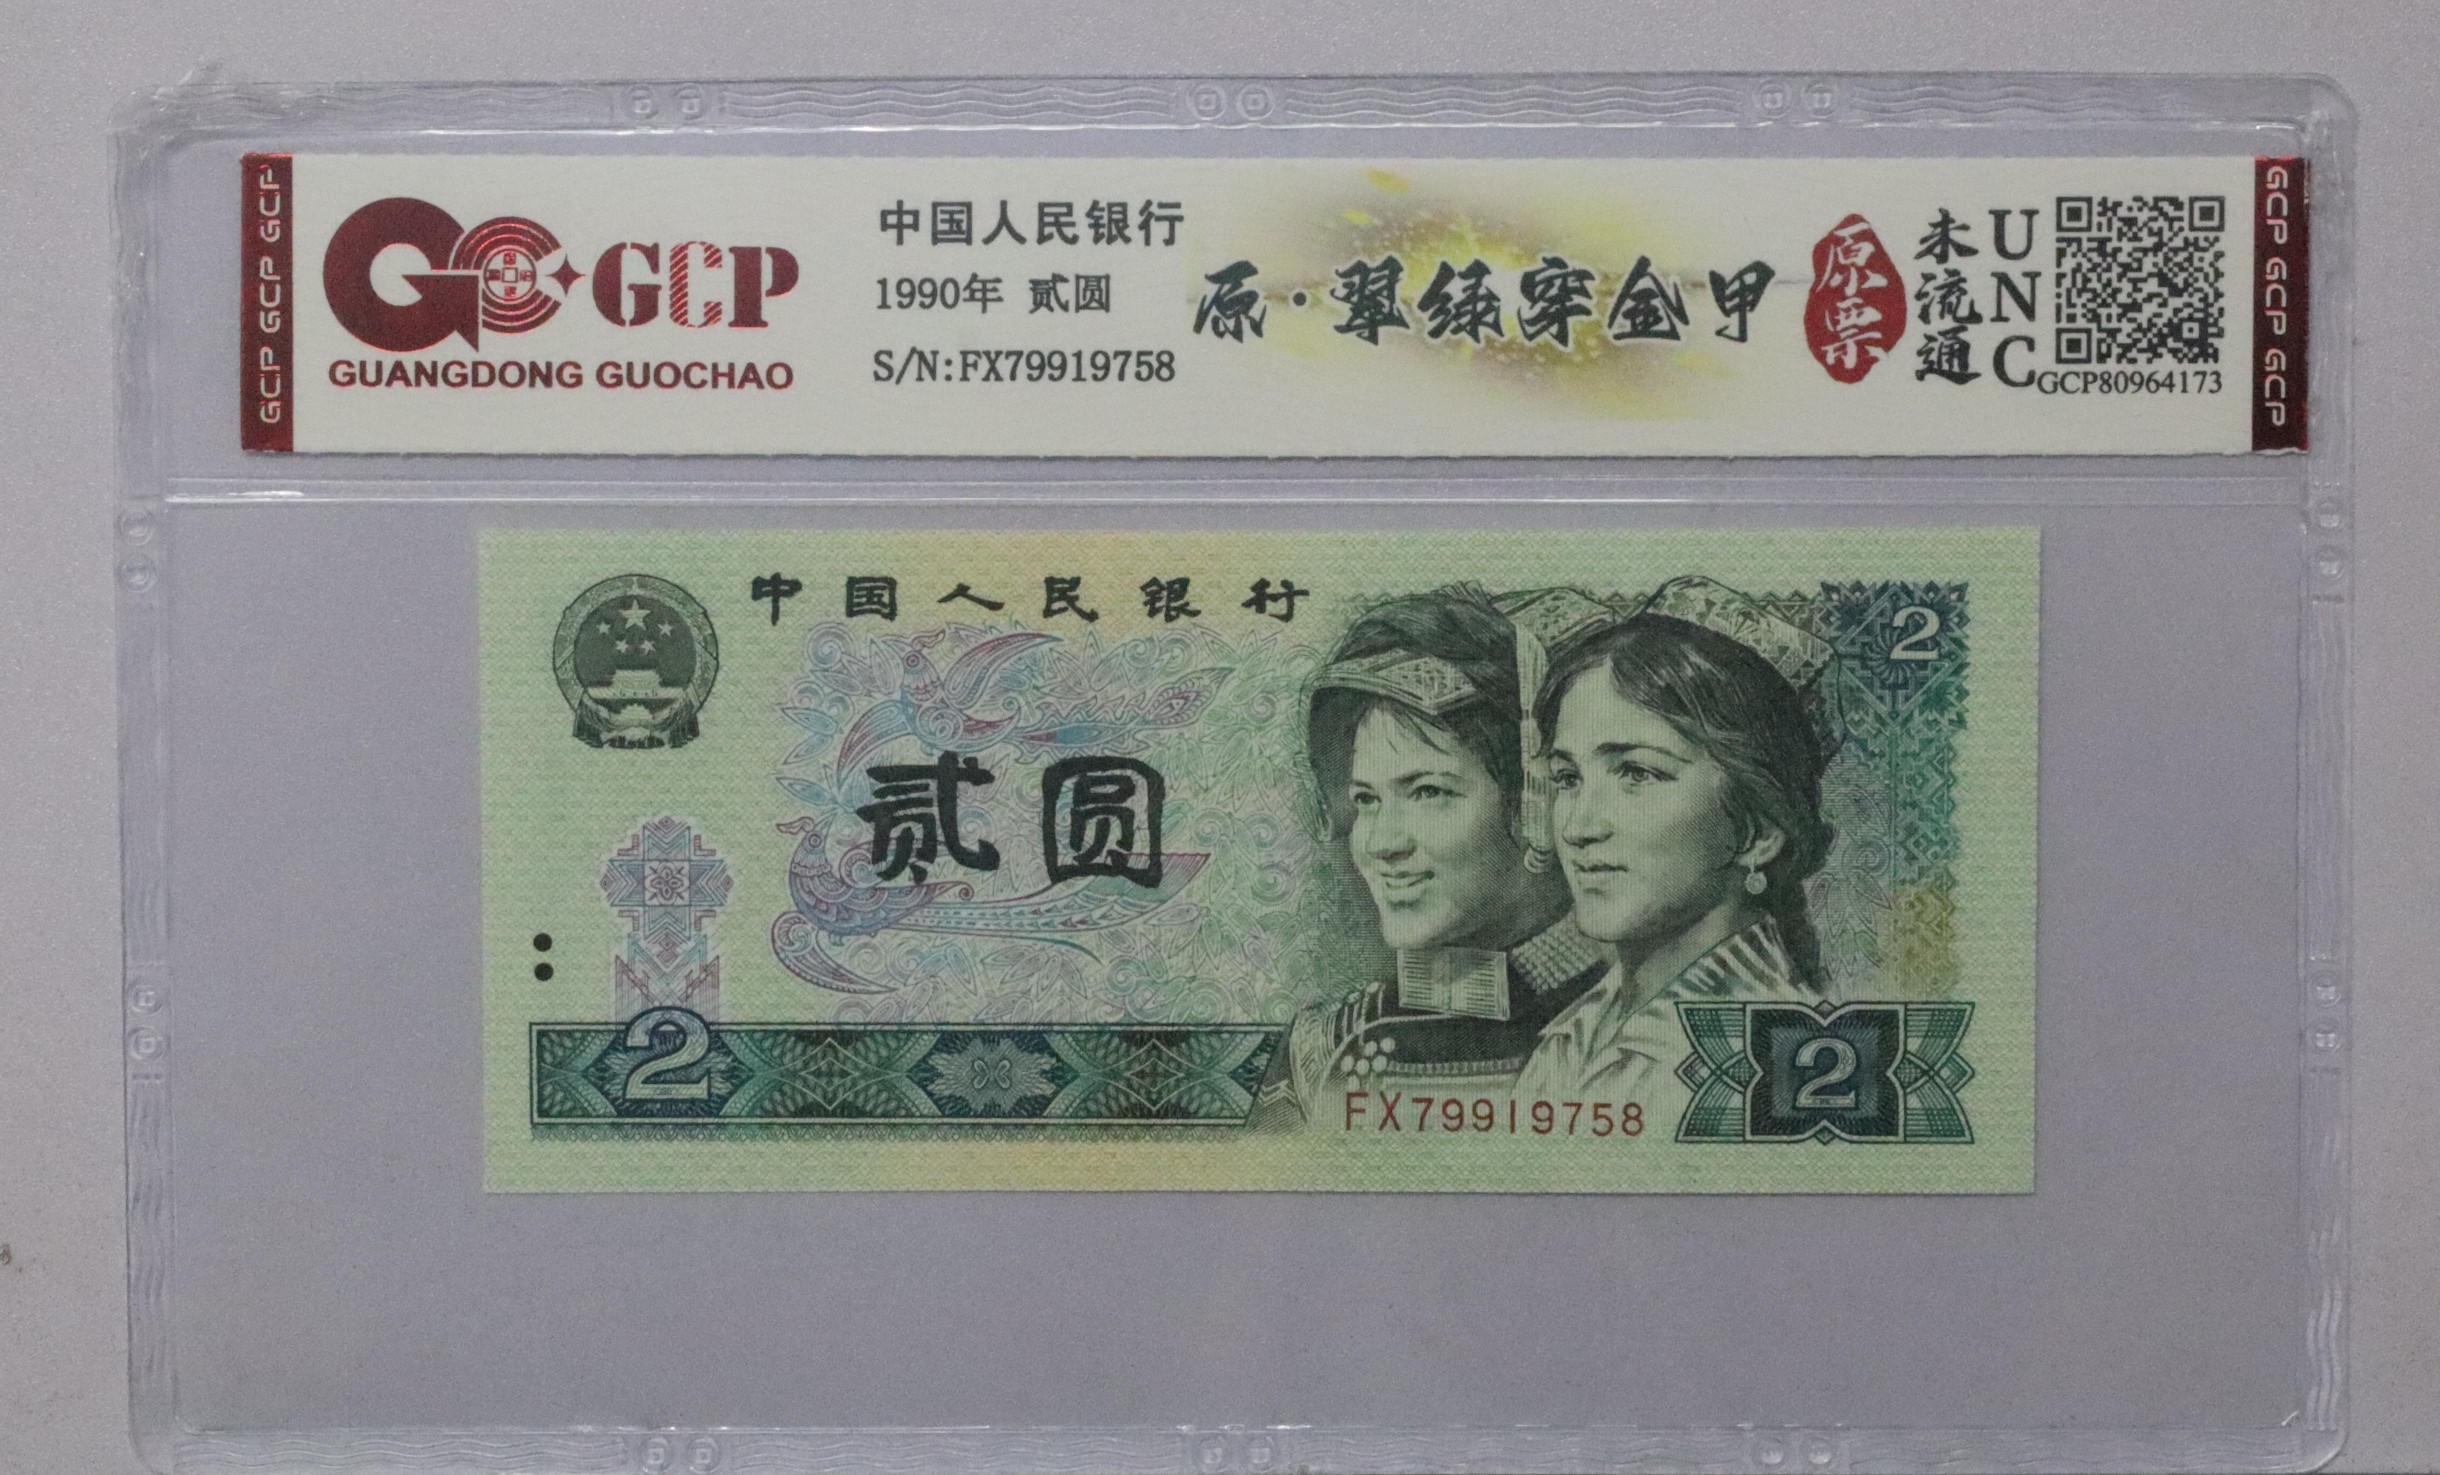 GCP GCP GCP
GCP
GUANGDONG GUOCHAO
中国人民银行
1990年 贰圆
S/N:FX79919758
原·翠绿穿金甲
原票
未流通
UNC
GCP80964173
GCP GCP GCP
中国人民银行
2
贰圆
2
FX79919758
2